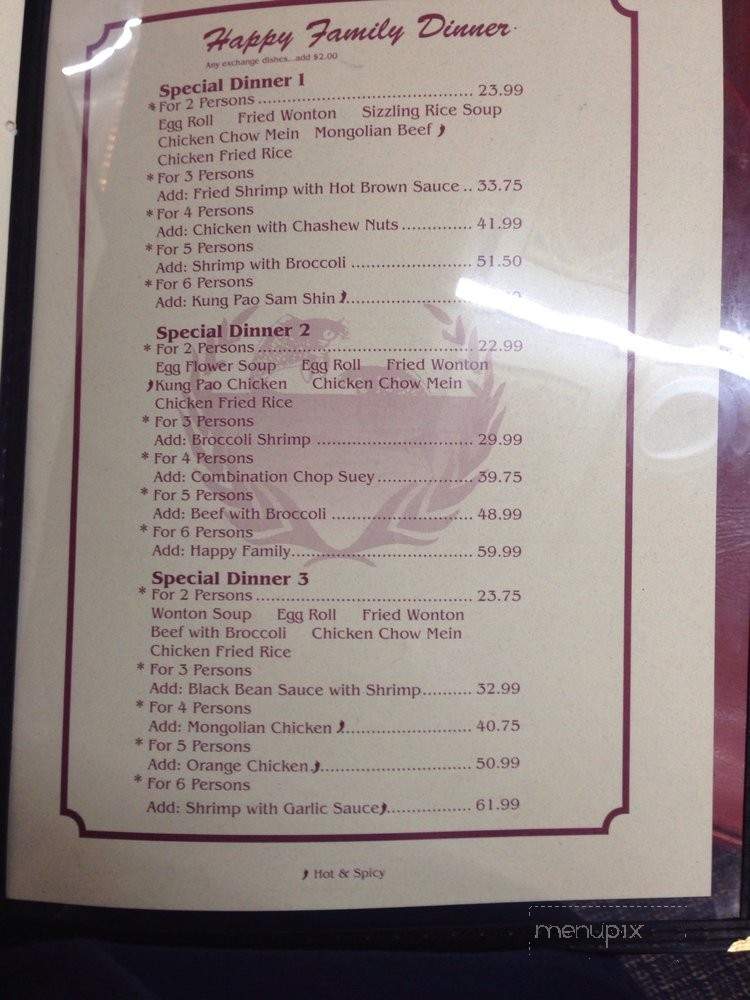 Happy Family Dinner
Any exchange dishes...add $2.00
Special Dinner 1
* For 2 Persons ........ 23.99
Egg Roll Fried Wonton Sizzling Rice Soup
Chicken Chow Mein Mongolian Beef
Chicken Fried Rice
* For 3 Persons
Add: Fried Shrimp with Hot Brown Sauce .. 33.75
* For 4 Persons
Add: Chicken with Chashew Nuts .............. 41.99
* For 5 Persons
Add: Shrimp with Broccoli ........................ 51.50
* For 6 Persons
Add: Kung Pao Sam Shin ........................
Special Dinner 2
* For 2 Persons ........................................... 22.99
Egg Flower Soup Egg Roll Fried Wonton
Kung Pao Chicken Chicken Chow Mein
Chicken Fried Rice
* For 3 Persons
Add: Broccoli Shrimp ............................... 29.99
* For 4 Persons
Add: Combination Chop Suey................... 39.75
* For 5 Persons
Add: Beef with Broccoli ............................ 48.99
* For 6 Persons
Add: Happy Family.................................... 59.99
Special Dinner 3
* For 2 Persons ........................................... 23.75
Wonton Soup Egg Roll Fried Wonton
Beef with Broccoli Chicken Chow Mein
Chicken Fried Rice
* For 3 Persons
Add: Black Bean Sauce with Shrimp.......... 32.99
* For 4 Persons
Add: Mongolian Chicken ......................... 40.75
* For 5 Persons
Add: Orange Chicken .............................. 50.99
* For 6 Persons
Add: Shrimp with Garlic Sauce ................. 61.99
Hot & Spicy
menupix